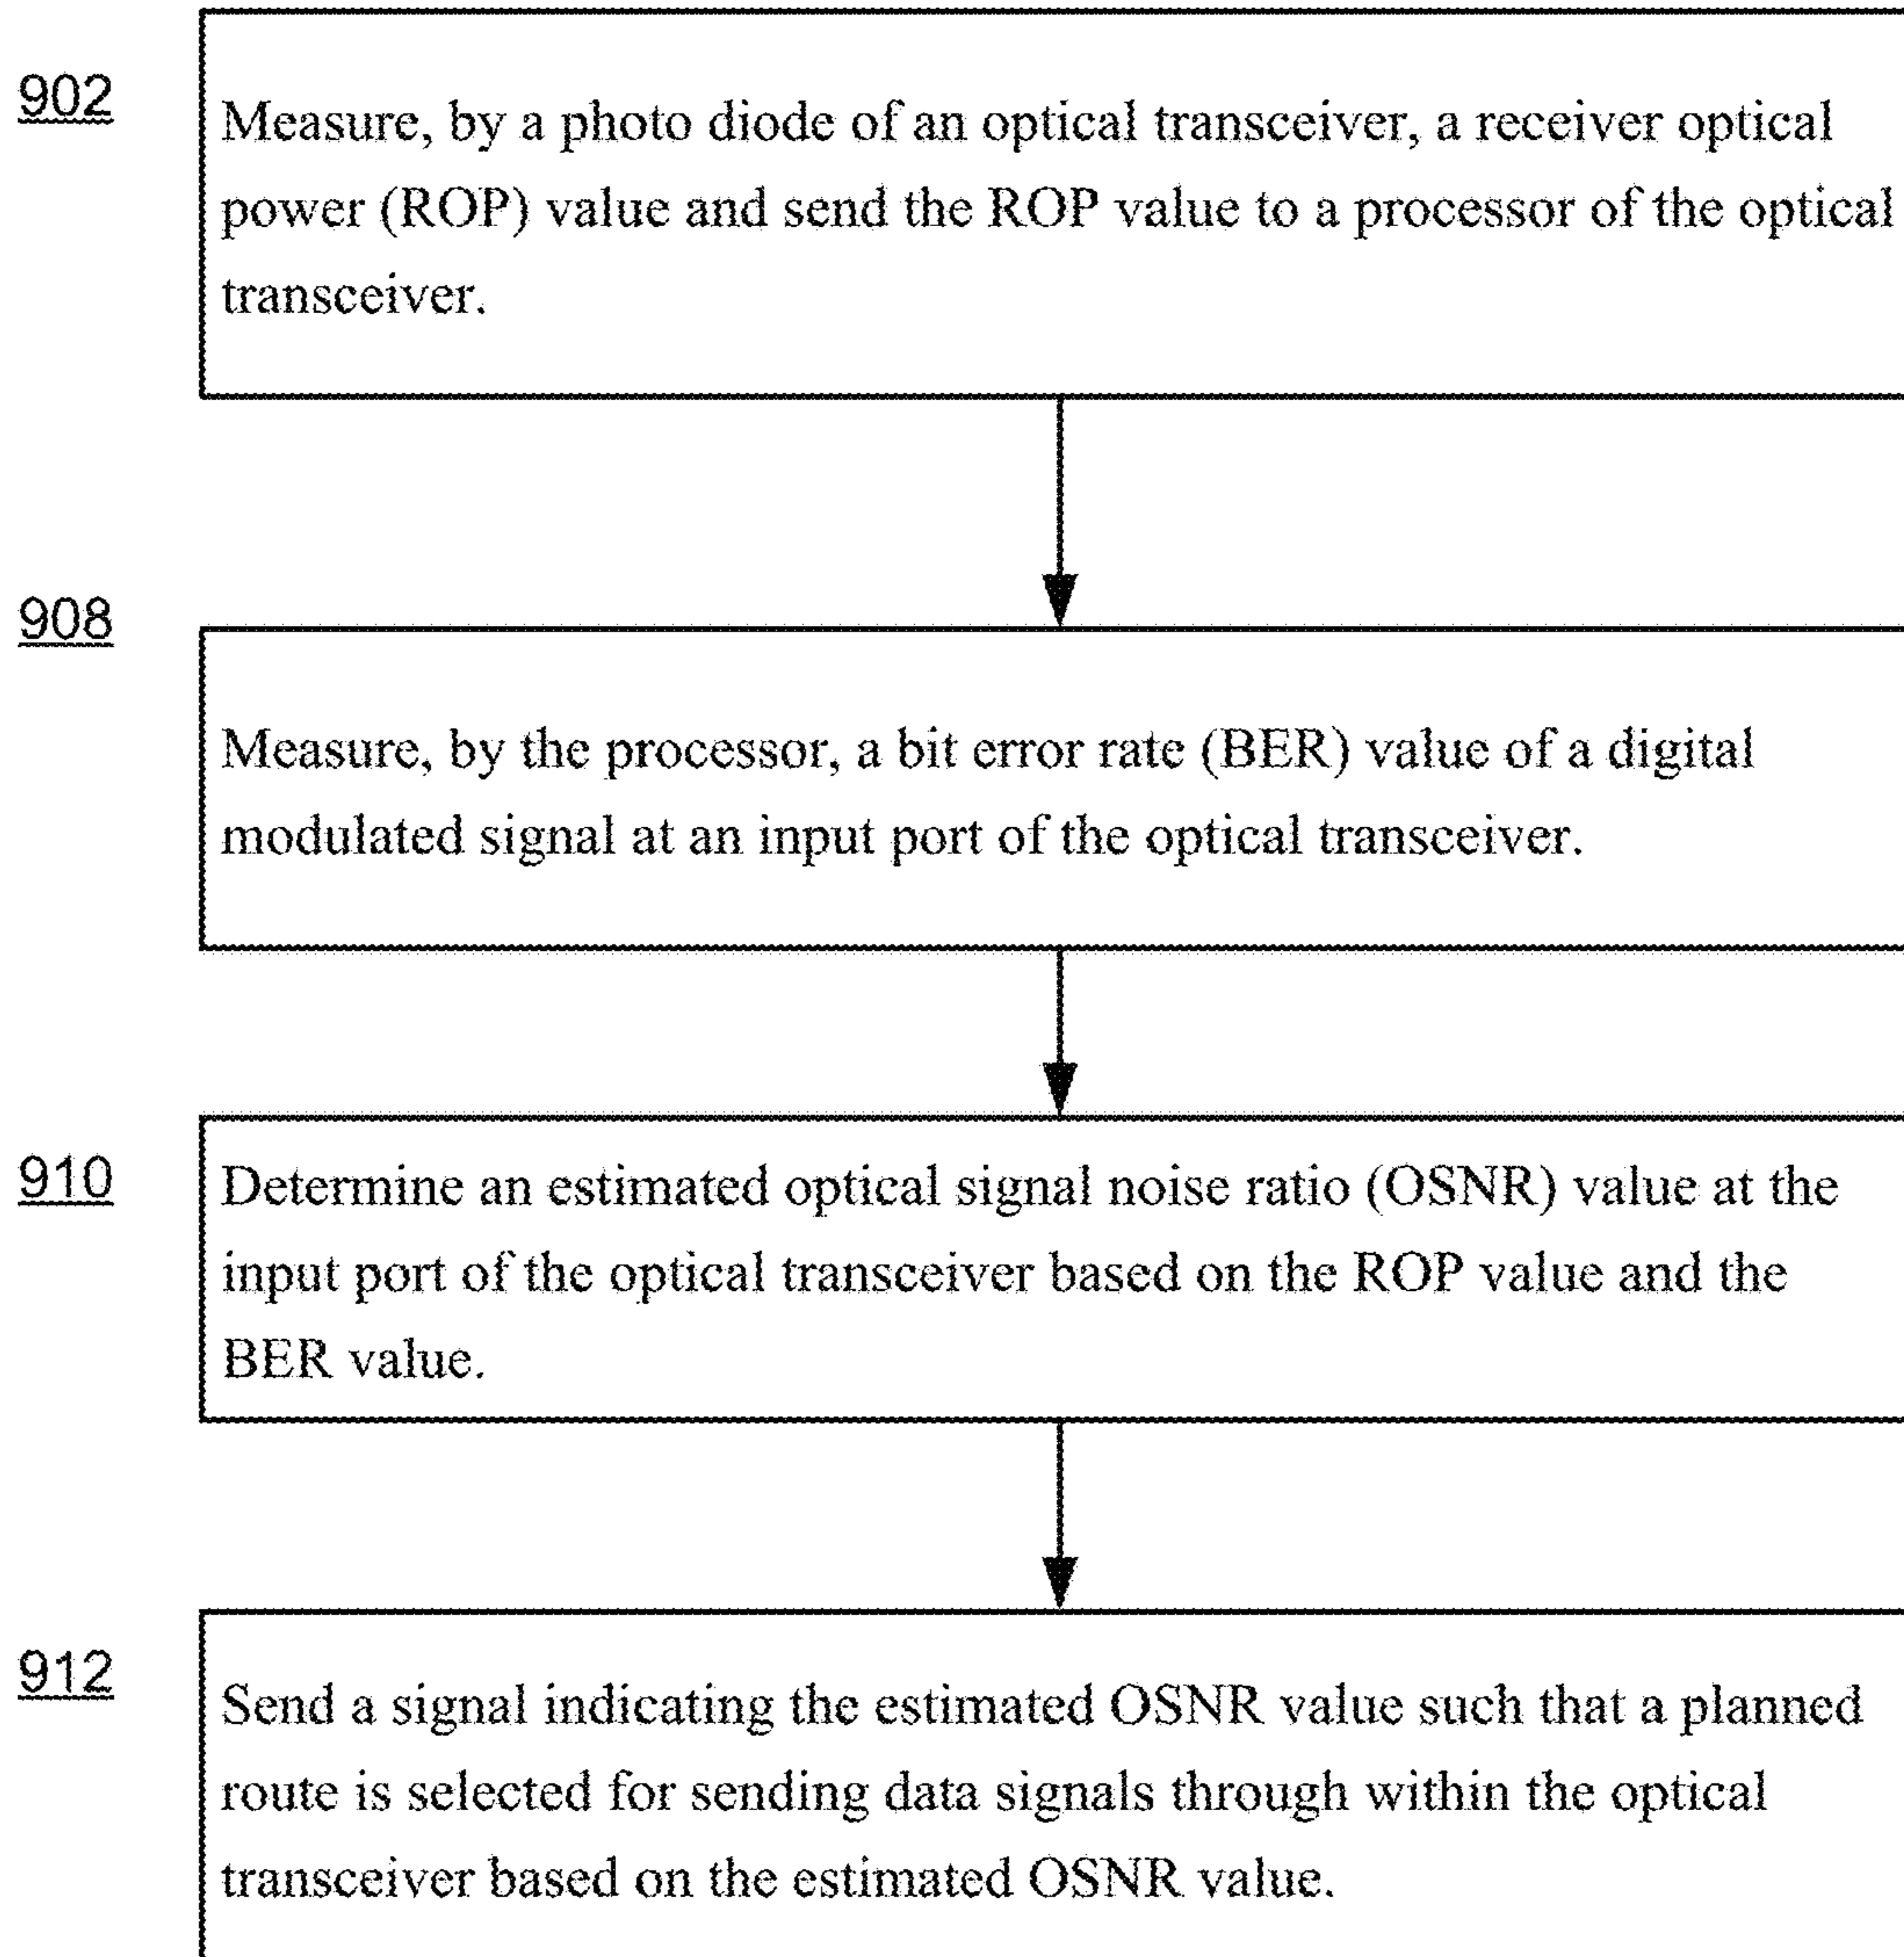 902
Measure, by a photo diode of an optical transceiver, a receiver optical
power (ROP) value and send the ROP value to a processor of the optical
transceiver.
908
Measure, by the processor, a bit error rate (BER) value of a digital
modulated signal at an input port of the optical transceiver.
910
Determine an estimated optical signal noise ratio (OSNR) value at the
input port of the optical transceiver based on the ROP value and the
BER value.
912
Send a signal indicating the estimated OSNR value such that a planned
route is selected for sending data signals through within the optical
transceiver based on the estimated OSNR value.